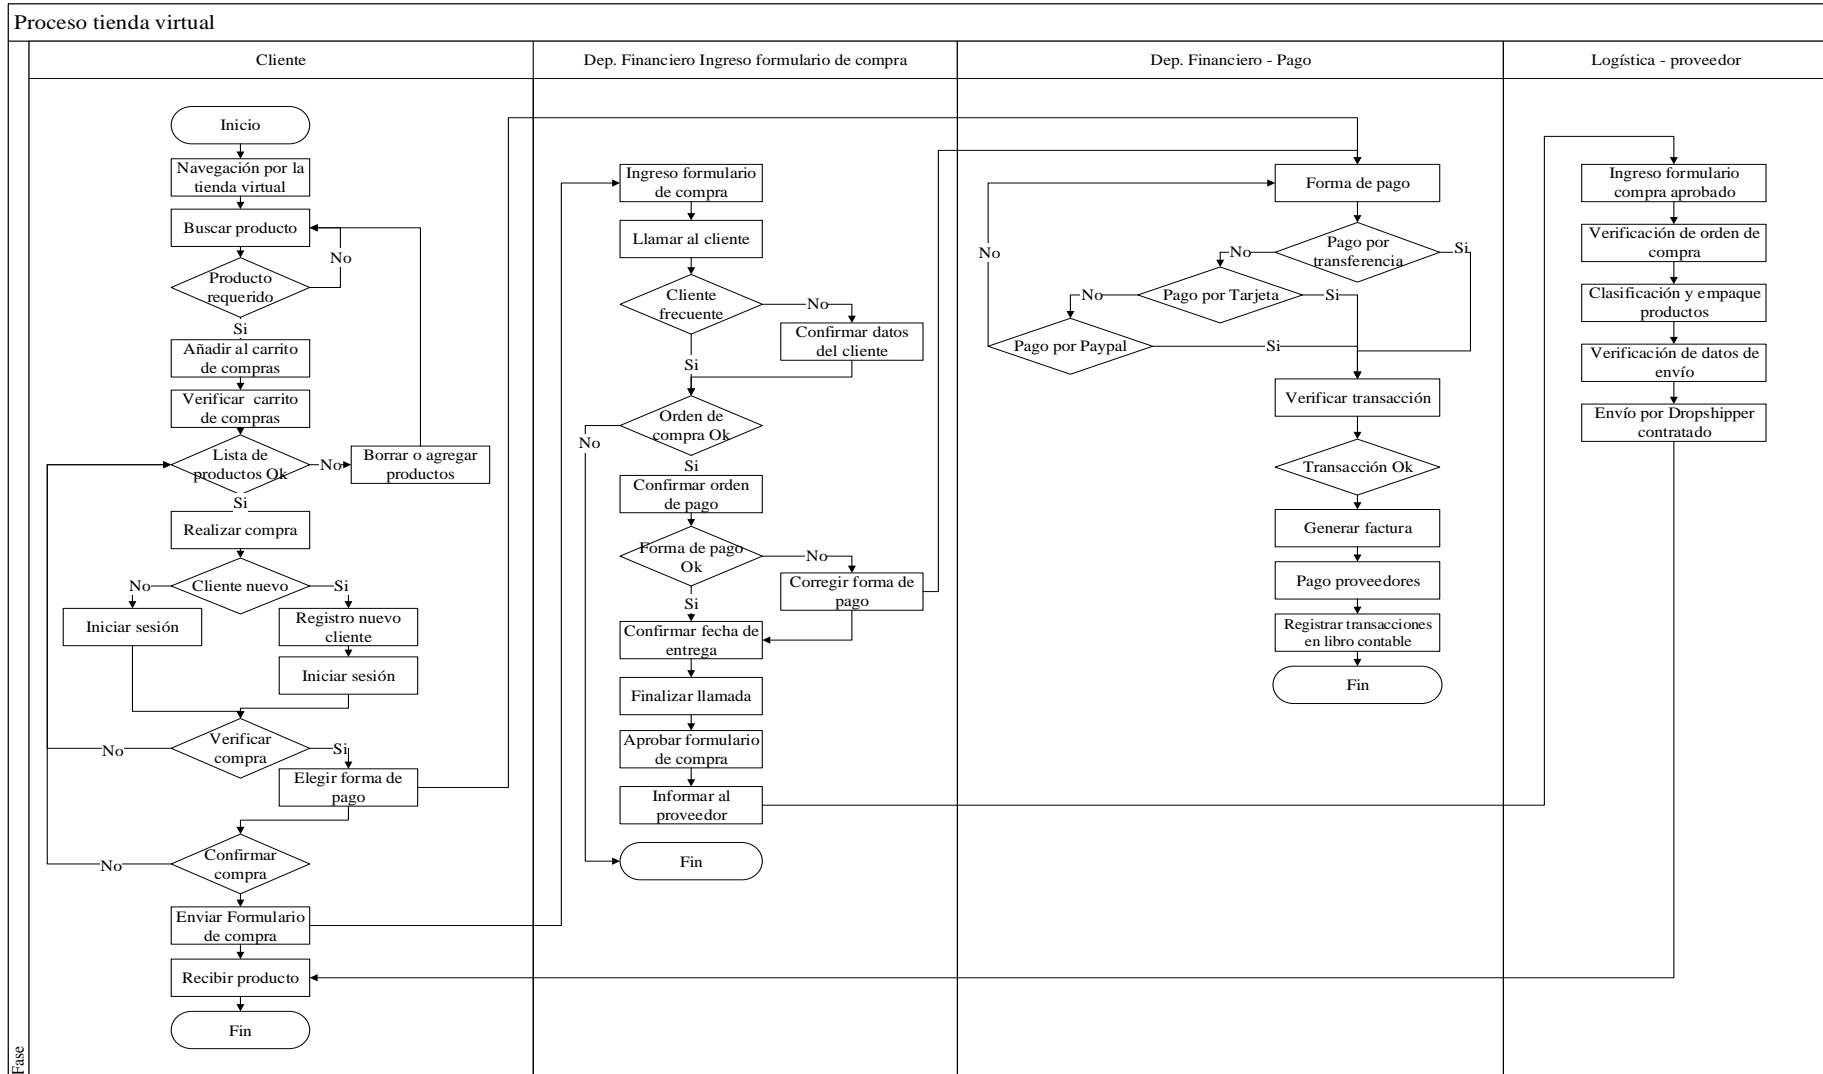 Proceso tienda virtual
Cliente
Dep. Financiero Ingreso formulario de compra
Dep. Financiero - Pago
Logística - proveedor
Fase
Inicio
Navegación por la
tienda virtual
Buscar producto
No
Producto
requerido
Si
Añadir al carrito
de compras
Verificar carrito
de compras
Lista de
productos Ok
No
Borrar o agregar
productos
Si
Realizar compra
Cliente nuevo
No
Si
Iniciar sesión
Registro nuevo
cliente
Iniciar sesión
Verificar
compra
No
Si
Elegir forma de
pago
Confirmar
compra
No
Enviar Formulario
de compra
Recibir producto
Fin
Ingreso formulario
de compra
Llamar al cliente
Cliente
frecuente
No
Confirmar datos
del cliente
Si
Orden de
compra Ok
No
Si
Confirmar orden
de pago
Forma de pago
Ok
No
Corregir forma de
pago
Si
Confirmar fecha de
entrega
Finalizar llamada
Aprobar formulario
de compra
Informar al
proveedor
Fin
Forma de pago
Pago por
transferencia
No
Si
Pago por Tarjeta
No
Si
Pago por Paypal
No
Si
Verificar transacción
Transacción Ok
Generar factura
Pago proveedores
Registrar transacciones
en libro contable
Fin
Ingreso formulario
compra aprobado
Verificación de orden de
compra
Clasificación y empaque
productos
Verificación de datos de
envío
Envío por Dropshipper
contratado